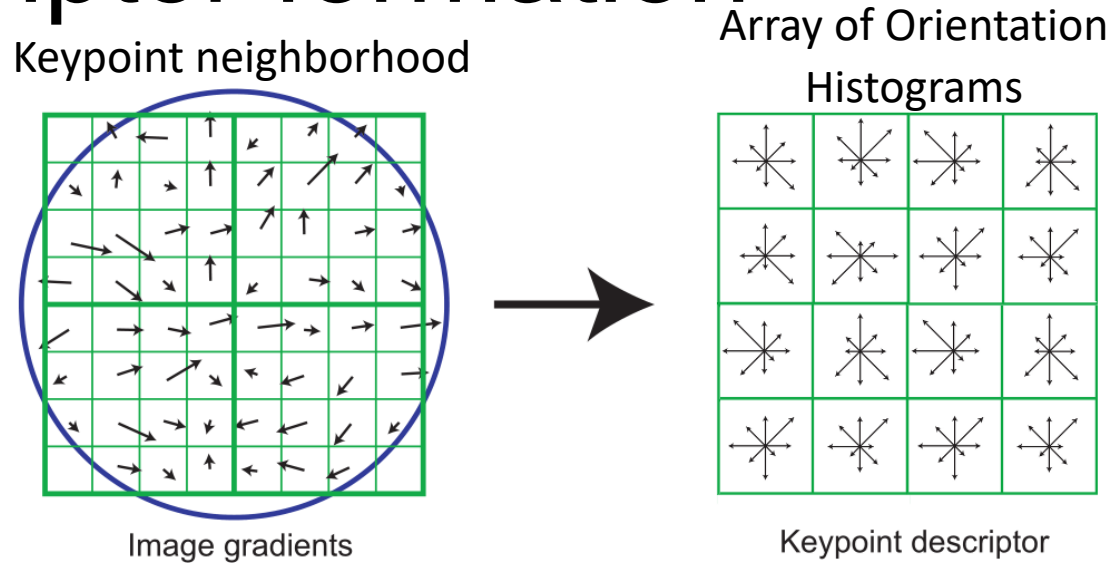 Keypoint neighborhood
Array of Orientation
Histograms
Image gradients
Keypoint descriptor